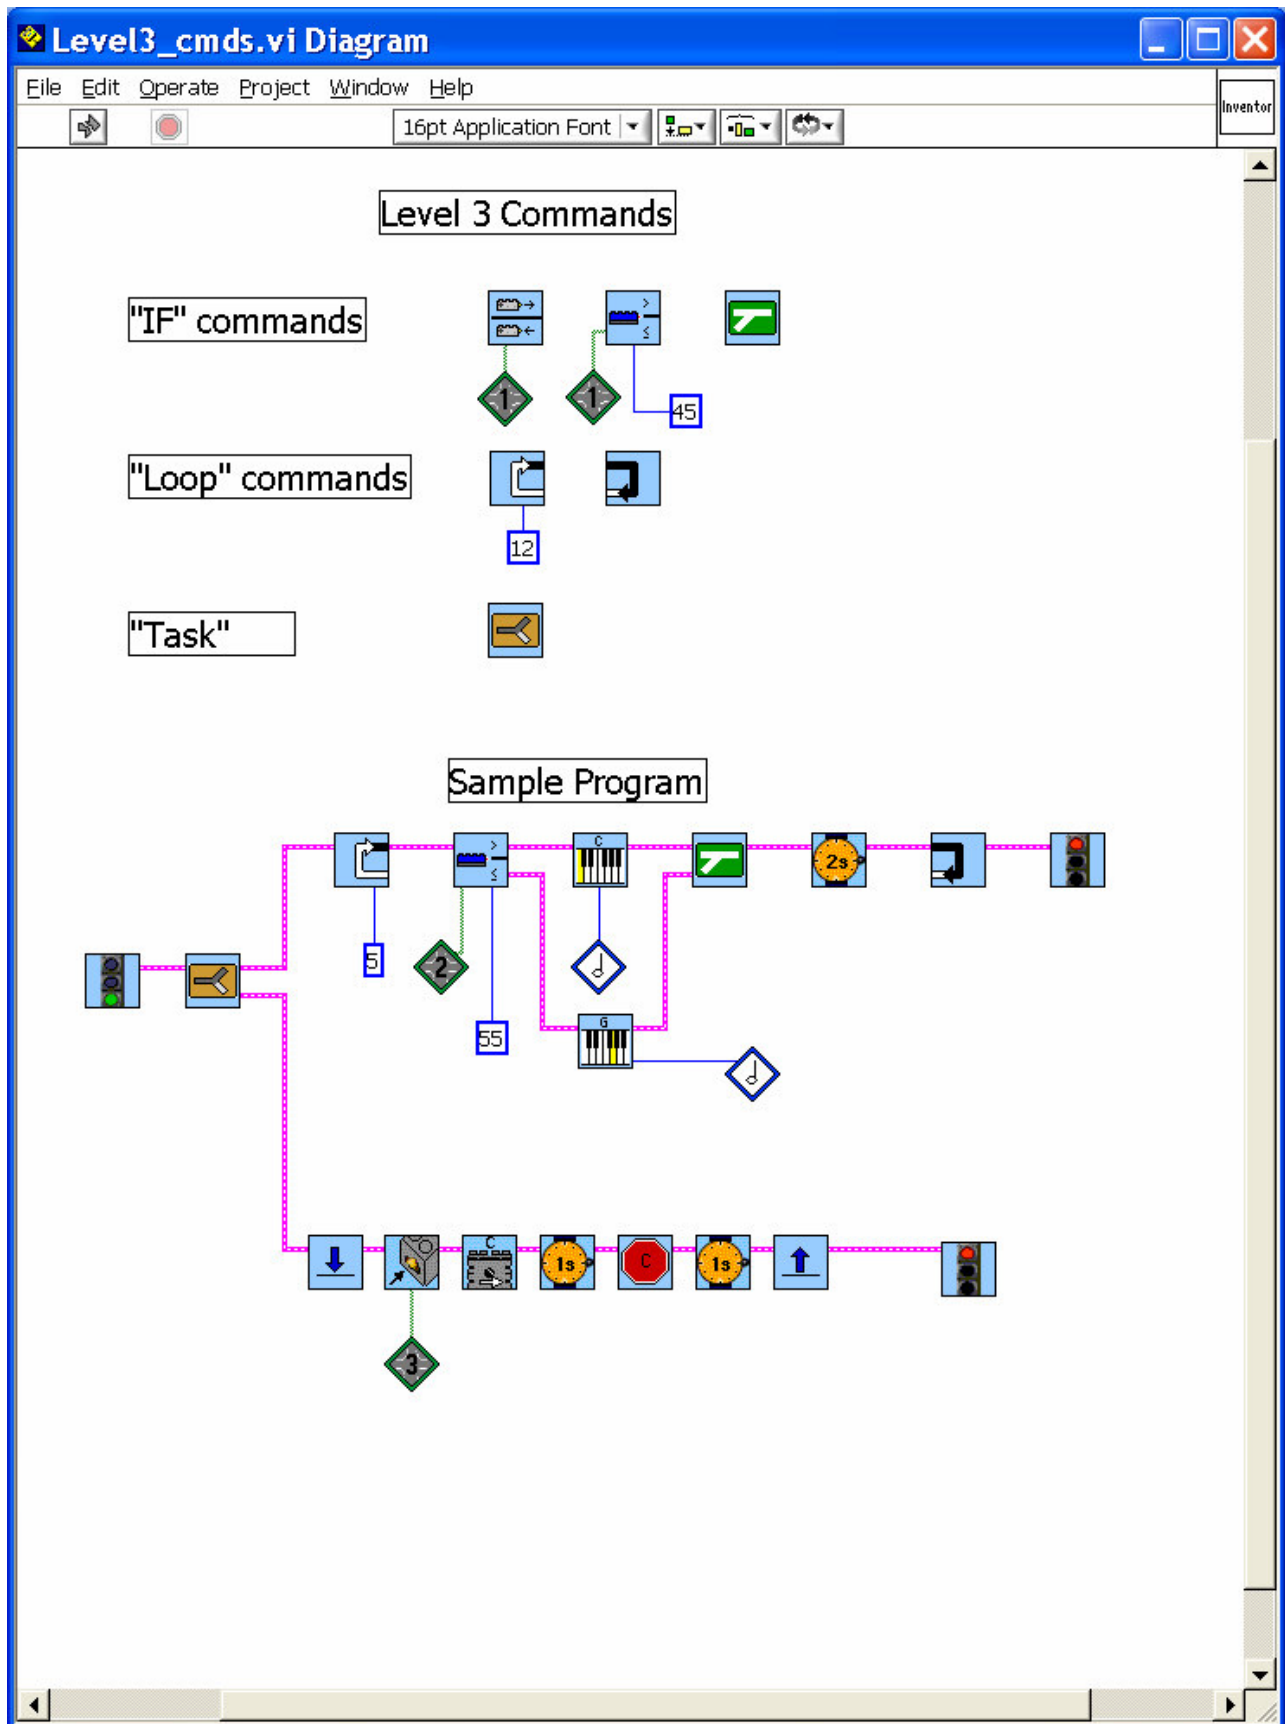 Level3_cmds.vi Diagram
File Edit Operate Project Window Help
Inventor
16pt Application Font
Level 3 Commands
"IF" commands
> ≤
1 1
45
"Loop" commands
12
"Task"
Sample Program
> ≤ C 2s
5 2
55 G
C 1s C 1s
3